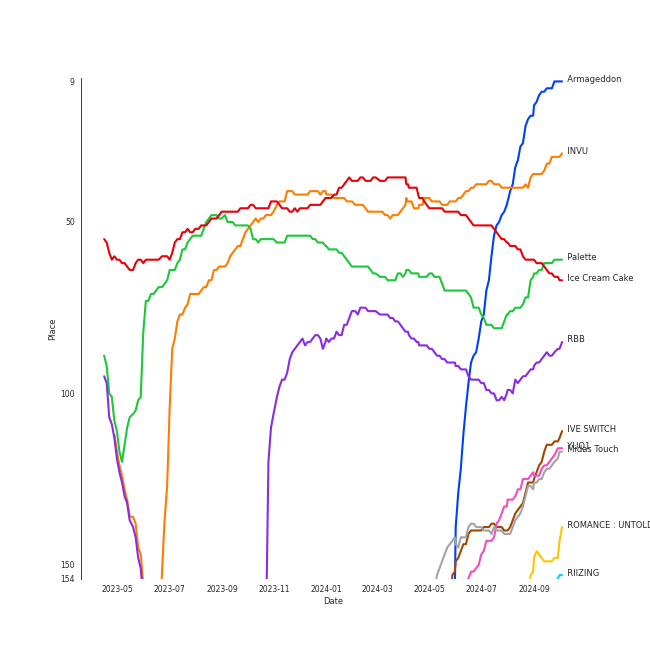 9
50
100
150
154
Place
2023-05
2023-07
2023-09
2023-11
2024-01
2024-03
2024-05
2024-07
2024-09
Date
Armageddon
INVU
Palette
Ice Cream Cake
RBB
IVE SWITCH
Midas Touch
ROMANCE : UNTOLD
RIIZING